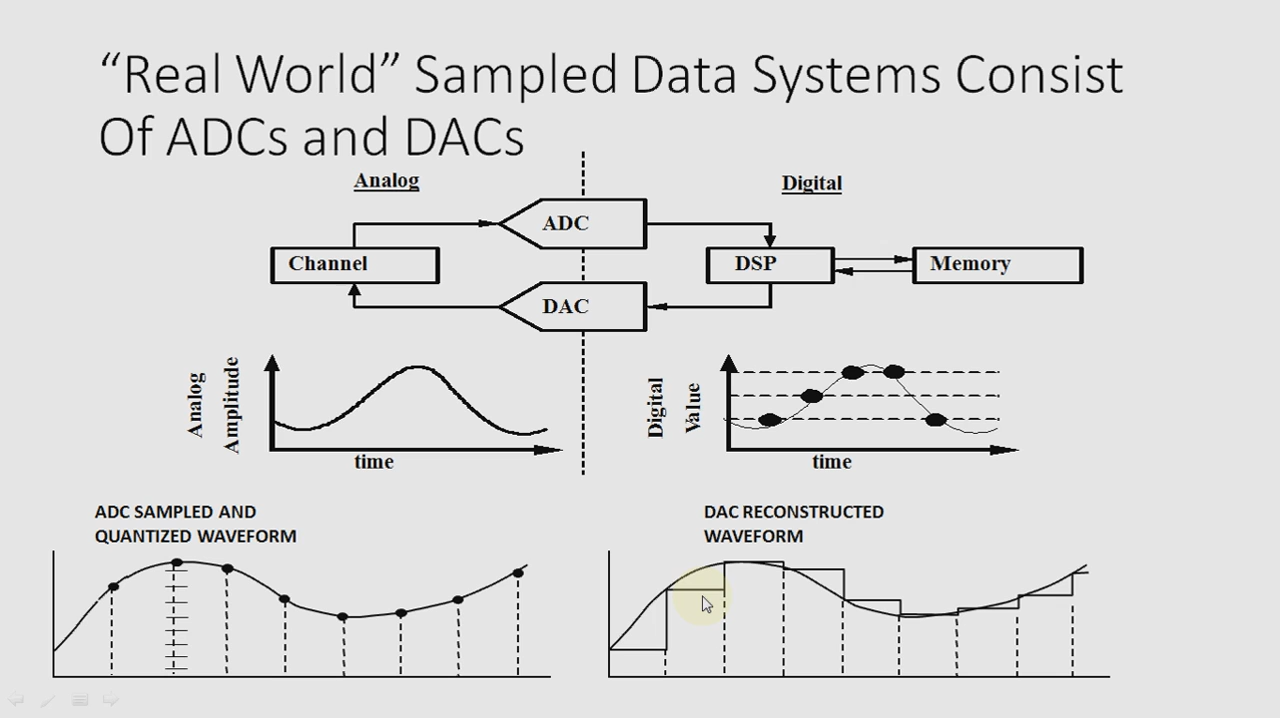 “Real World” Sampled Data Systems Consist
Of ADCs and DACs
Analog
Digital
ADC
Channel
DSP
Memory
DAC
Analog
Amplitude
time
Digital
Value
time
ADC SAMPLED AND
QUANTIZED WAVEFORM
DAC RECONSTRUCTED
WAVEFORM